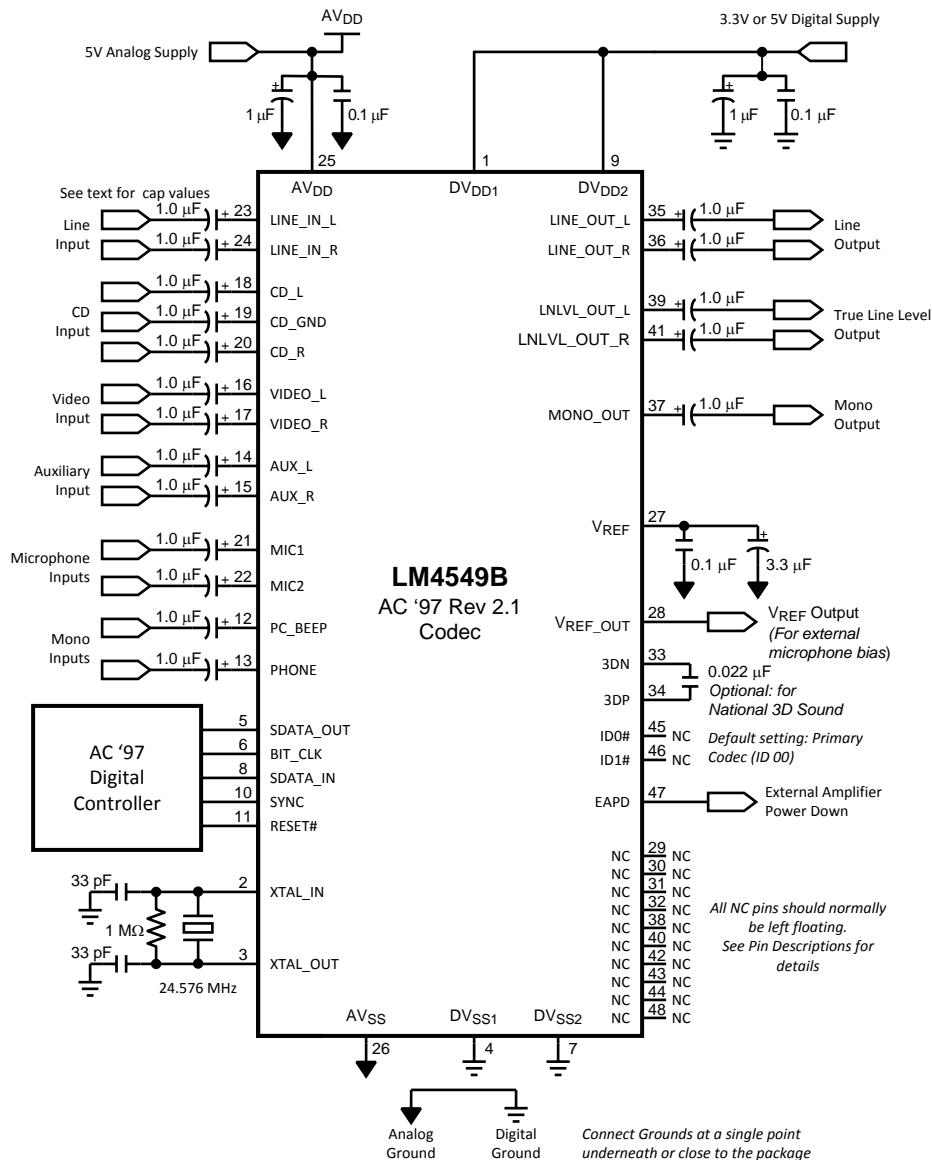 AVDD
5V Analog Supply
3.3V or 5V Digital Supply
+
1 μF
0.1 μF
+
1 μF
0.1 μF
25
1
9
AVDD
DVDD1
DVDD2
See text for cap values
Line
Input
1.0 μF + 23 LINE_IN_L
1.0 μF + 24 LINE_IN_R
CD
Input
1.0 μF + 18 CD_L
1.0 μF + 19 CD_GND
1.0 μF + 20 CD_R
Video
Input
1.0 μF + 16 VIDEO_L
1.0 μF + 17 VIDEO_R
Auxiliary
Input
1.0 μF + 14 AUX_L
1.0 μF + 15 AUX_R
Microphone
Inputs
1.0 μF + 21 MIC1
1.0 μF + 22 MIC2
Mono
Inputs
1.0 μF + 12 PC_BEEP
1.0 μF + 13 PHONE
AC ‘97
Digital
Controller
5 SDATA_OUT
6 BIT_CLK
8 SDATA_IN
10 SYNC
11 RESET#
33 pF
2 XTAL_IN
1 MΩ
33 pF
3 XTAL_OUT
24.576 MHz
LM4549B
AC ‘97 Rev 2.1
Codec
LINE_OUT_L 35 + 1.0 μF
LINE_OUT_R 36 + 1.0 μF
Line
Output
LNLVL_OUT_L 39 + 1.0 μF
LNLVL_OUT_R 41 + 1.0 μF
True Line Level
Output
MONO_OUT 37 + 1.0 μF
Mono
Output
VREF 27
+
0.1 μF
3.3 μF
VREF_OUT 28
VREF Output
(For external
microphone bias)
3DN 33
3DP 34
0.022 μF
Optional: for
National 3D Sound
ID0# 45 NC
ID1# 46 NC
Default setting: Primary
Codec (ID 00)
EAPD 47
External Amplifier
Power Down
NC 29 NC
NC 30 NC
NC 31 NC
NC 32 NC
NC 38 NC
NC 40 NC
NC 42 NC
NC 43 NC
NC 44 NC
NC 48 NC
All NC pins should normally
be left floating.
See Pin Descriptions for
details
AVSS
DVSS1
DVSS2
26
4
7
Analog
Ground
Digital
Ground
Connect Grounds at a single point
underneath or close to the package